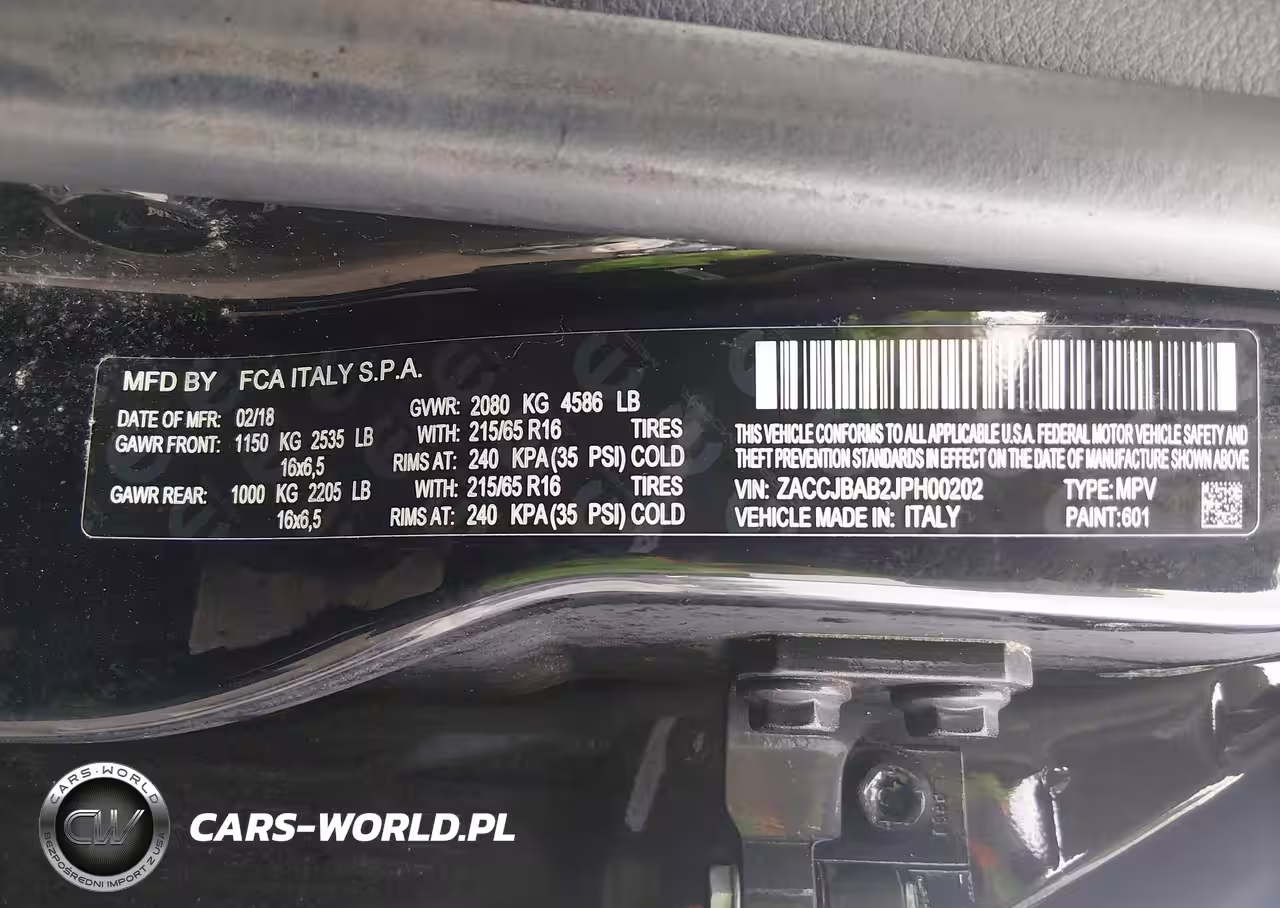 MFD BY FCA ITALY S.P.A.
DATE OF MFR: 02/18 GVWR: 2080 KG 4586 LB
GAWR FRONT: 1150 KG 2535 LB WITH: 215/65 R16 TIRES
16x6,5 RIMS AT: 240 KPA (35 PSI) COLD
GAWR REAR: 1000 KG 2205 LB WITH: 215/65 R16 TIRES
16x6,5 RIMS AT: 240 KPA (35 PSI) COLD
THIS VEHICLE CONFORMS TO ALL APPLICABLE U.S.A. FEDERAL MOTOR VEHICLE SAFETY AND
THEFT PREVENTION STANDARDS IN EFFECT ON THE DATE OF MANUFACTURE SHOWN ABOVE
VIN: ZACCJBAB2JPH00202 TYPE: MPV
VEHICLE MADE IN: ITALY PAINT:601
CARS-WORLD
CW
BEZPOŚREDNI IMPORT Z USA
CARS-WORLD.PL